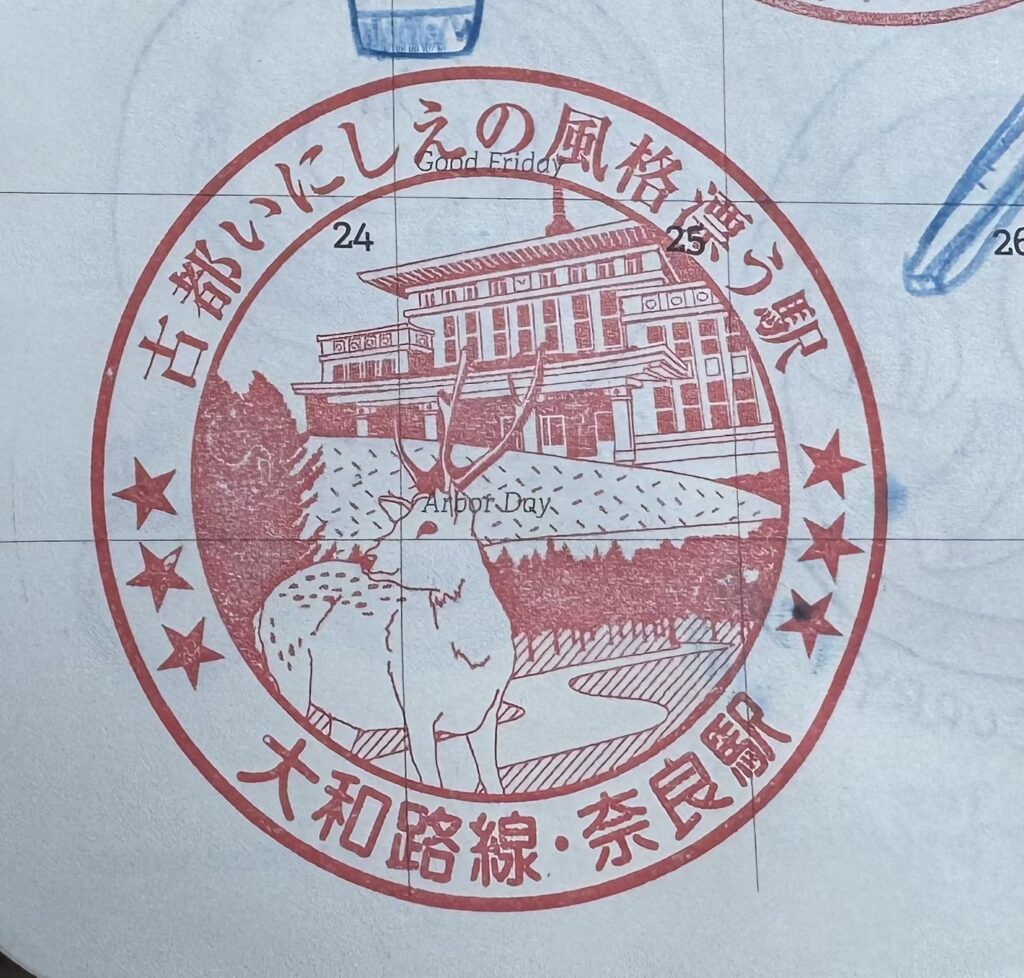 古都いにしえの風格漂う駅
Good Friday
24
25
26
Arbor Day
大和路線・奈良駅